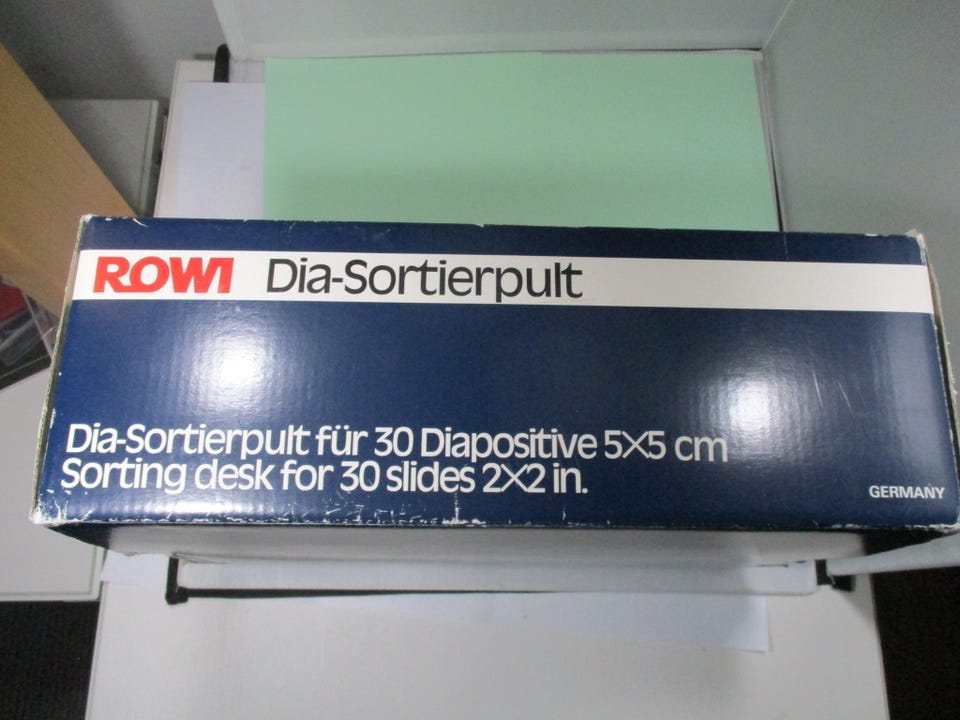 ROWI Dia-Sortierpult
Dia-Sortierpult für 30 Diapositive 5×5 cm
Sorting desk for 30 slides 2×2 in.
GERMANY